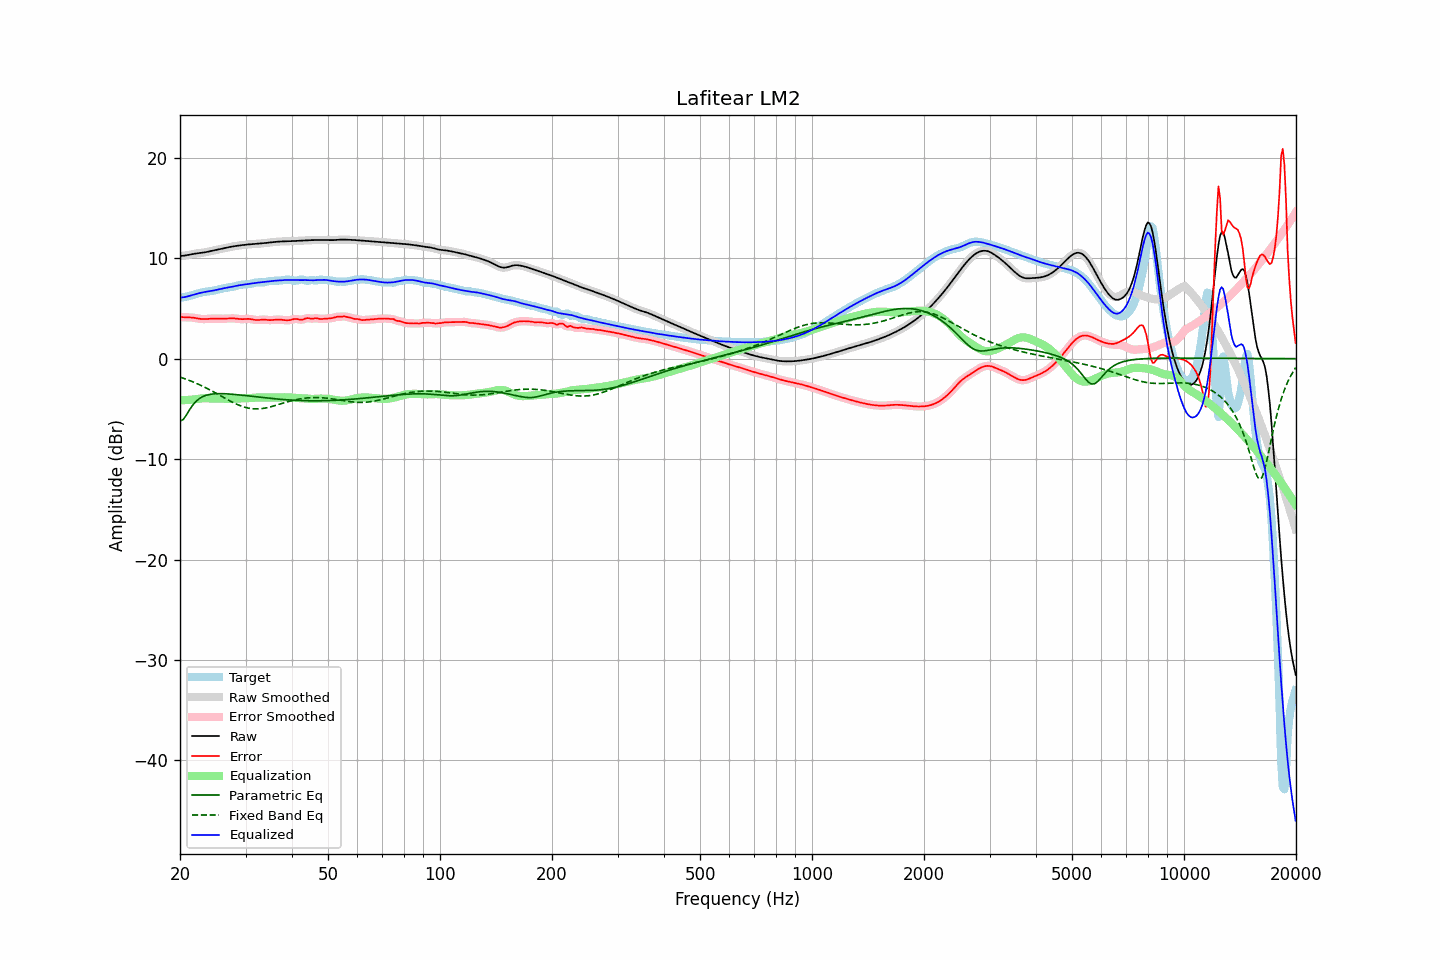 Lafitear LM2
20
10
0
−10
−20
−30
−40
Amplitude (dBr)
Target
Raw Smoothed
Error Smoothed
Raw
Error
Equalization
Parametric Eq
Fixed Band Eq
Equalized
20 50 100 200 500 1000 2000 5000 10000 20000
Frequency (Hz)